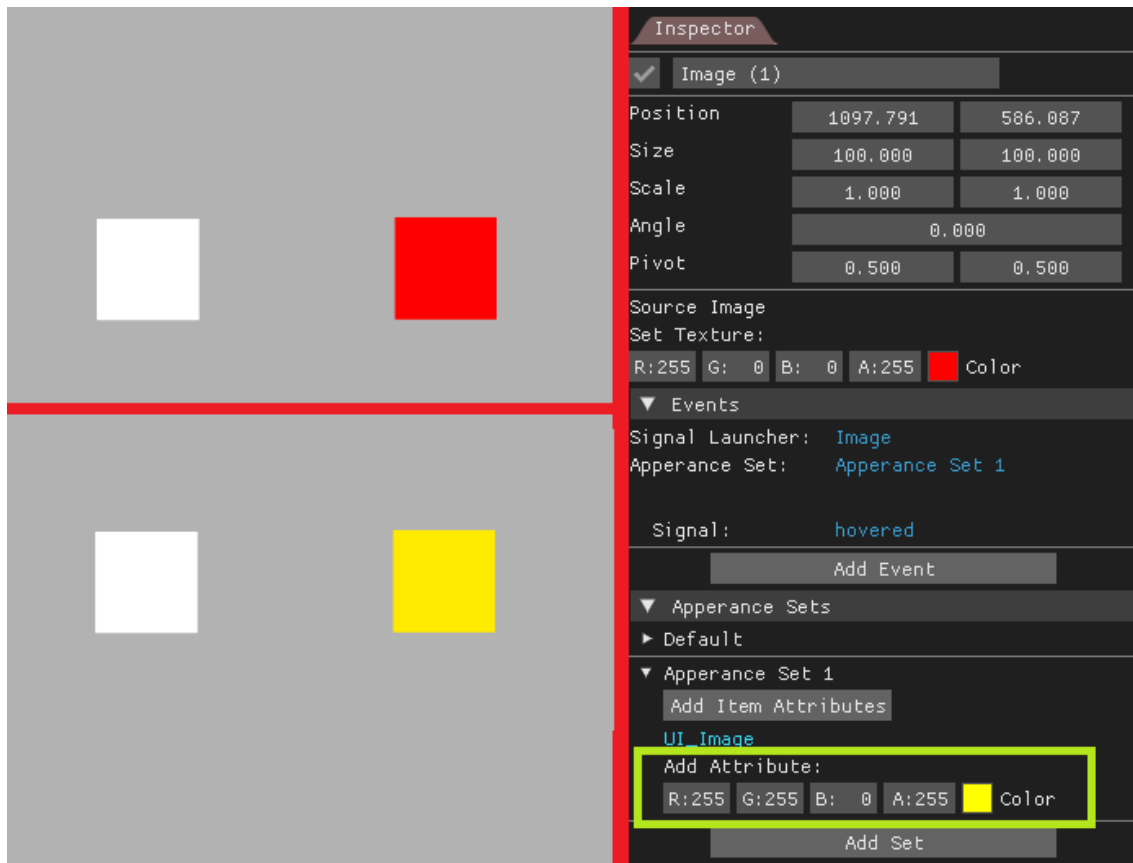 Inspector
Image (1)
Position 1097.791 586.087
Size 100.000 100.000
Scale 1.000 1.000
Angle 0.000
Pivot 0.500 0.500
Source Image
Set Texture:
R:255 G: 0 B: 0 A:255 Color
Events
Signal Launcher: Image
Apperance Set: Apperance Set 1
Signal: hovered
Add Event
Apperance Sets
Default
Apperance Set 1
Add Item Attributes
UI_Image
Add Attribute:
R:255 G:255 B: 0 A:255 Color
Add Set